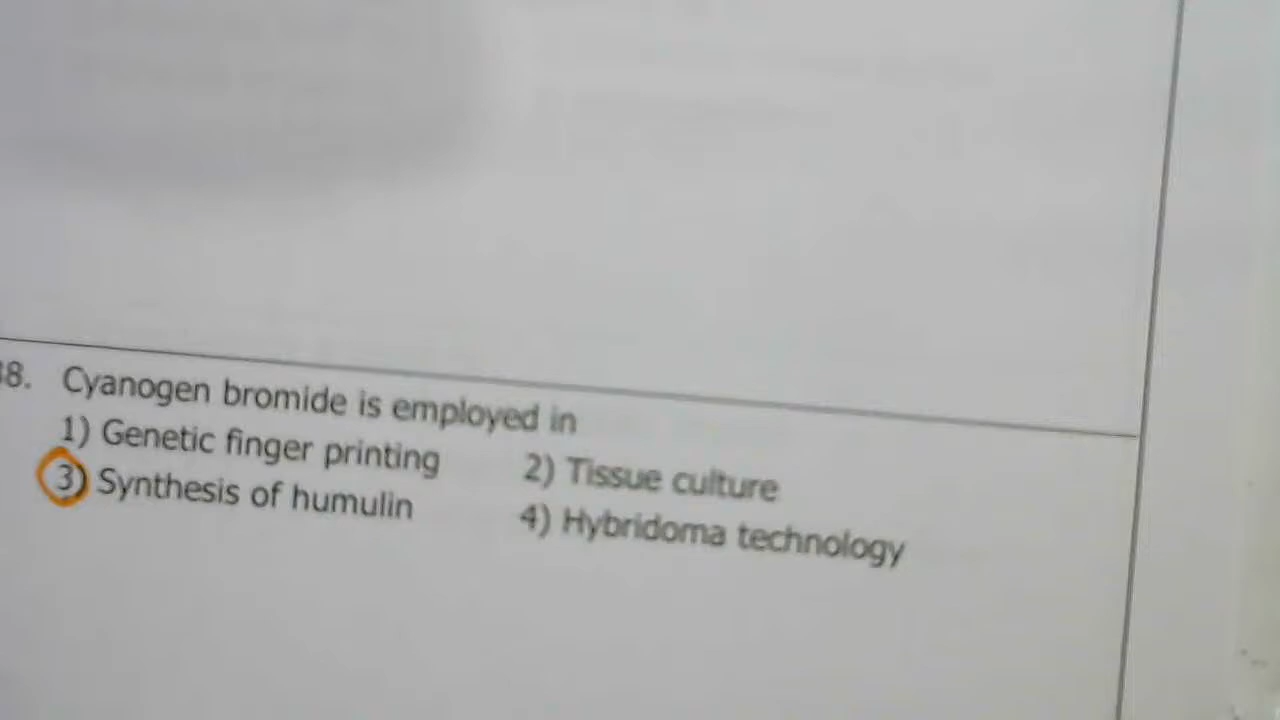 38. Cyanogen bromide is employed in
1) Genetic finger printing 2) Tissue culture
3) Synthesis of humulin 4) Hybridoma technology